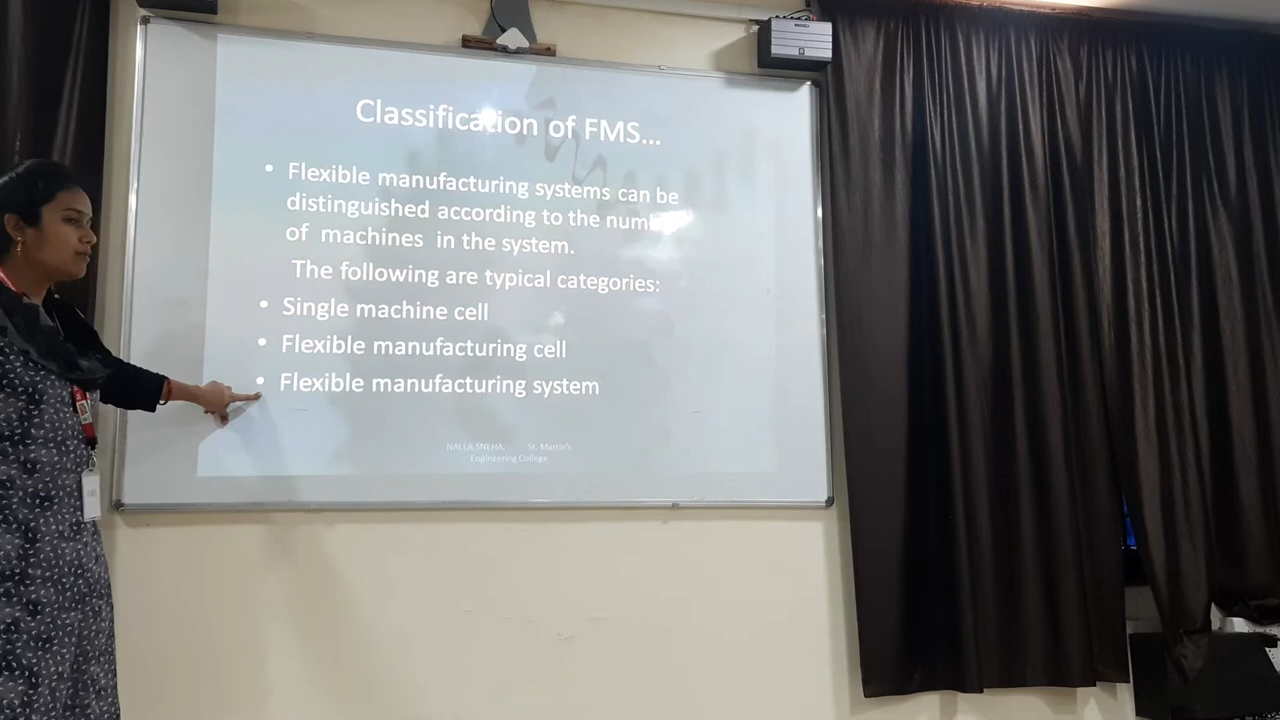 Classification of FMS...
• Flexible manufacturing systems can be
distinguished according to the number
of machines in the system.
The following are typical categories:
• Single machine cell
• Flexible manufacturing cell
• Flexible manufacturing system
NALLA SNEHA, St. Martin's
Engineering College